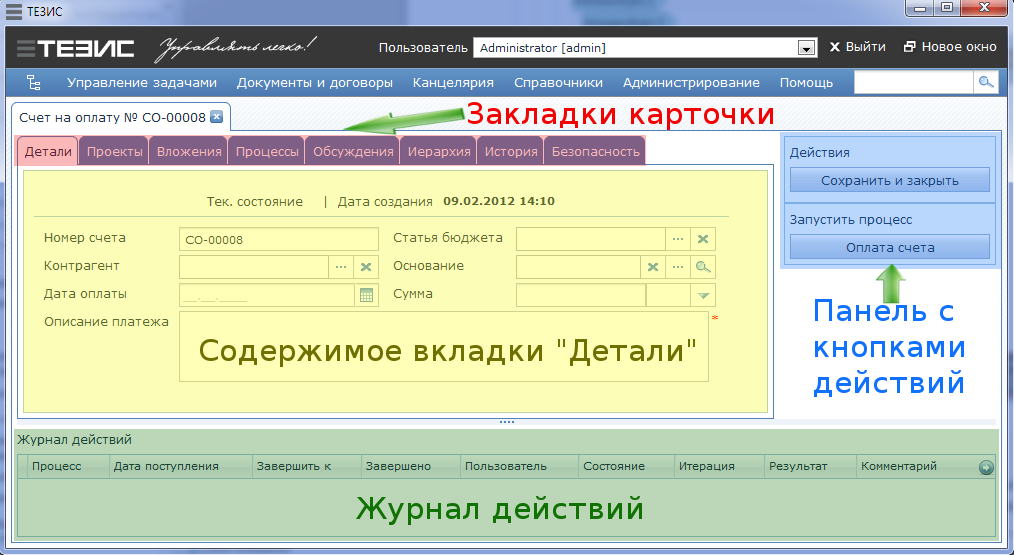 ТЕЗИС
ТЕЗИС Управлять легко! Пользователь Administrator [admin] Выйти Новое окно
Управление задачами Документы и договоры Канцелярия Справочники Администрирование Помощь
Счет на оплату № СО-00008
Закладки карточки
Детали Проекты Вложения Процессы Обсуждения Иерархия История Безопасность
Тек. состояние | Дата создания 09.02.2012 14:10
Номер счета СО-00008 Статья бюджета
Контрагент Основание
Дата оплаты __.__.____ Сумма
Описание платежа *
Содержимое вкладки "Детали"
Действия
Сохранить и закрыть
Запустить процесс
Оплата счета
Панель с
кнопками
действий
Журнал действий
Процесс Дата поступления Завершить к Завершено Пользователь Состояние Итерация Результат Комментарий
Журнал действий